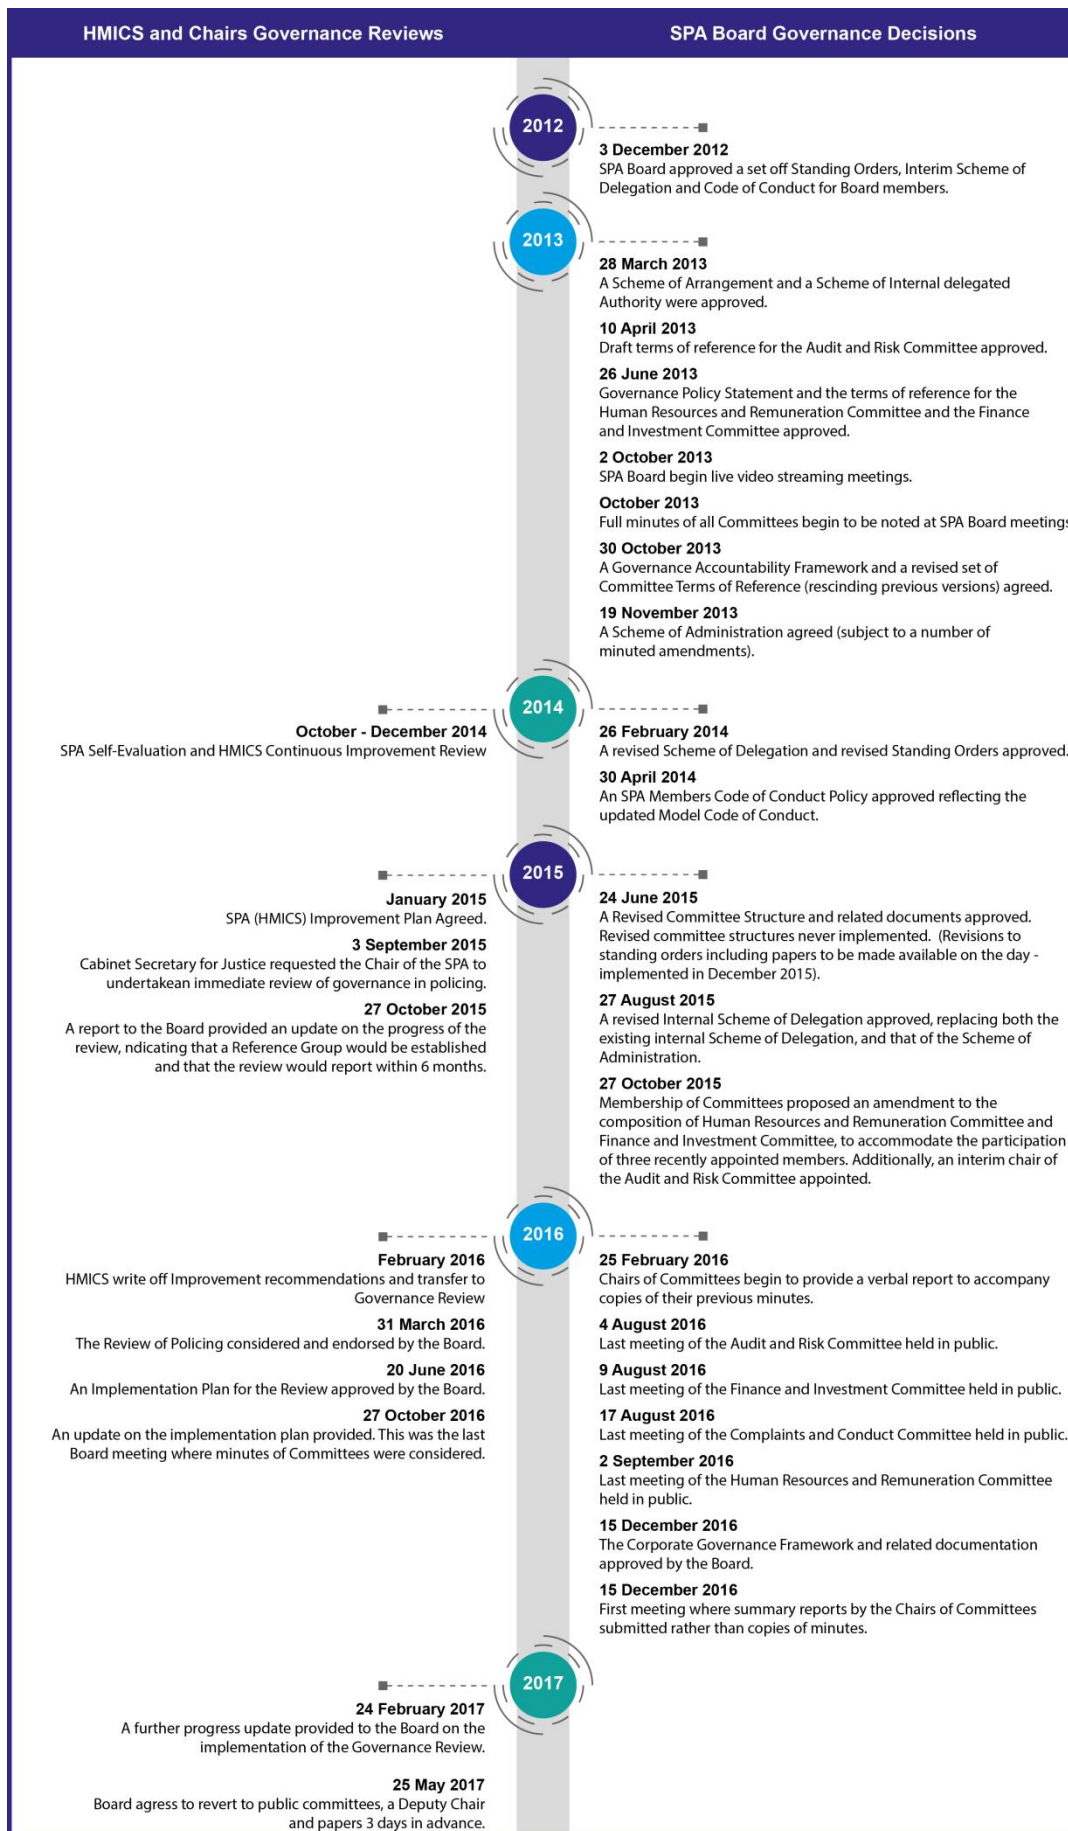 HMICS and Chairs Governance Reviews
SPA Board Governance Decisions
2012
3 December 2012
SPA Board approved a set off Standing Orders, Interim Scheme of
Delegation and Code of Conduct for Board members.
2013
28 March 2013
A Scheme of Arrangement and a Scheme of Internal delegated
Authority were approved.
10 April 2013
Draft terms of reference for the Audit and Risk Committee approved.
26 June 2013
Governance Policy Statement and the terms of reference for the
Human Resources and Remuneration Committee and the Finance
and Investment Committee approved.
2 October 2013
SPA Board begin live video streaming meetings.
October 2013
Full minutes of all Committees begin to be noted at SPA Board meetings
30 October 2013
A Governance Accountability Framework and a revised set of
Committee Terms of Reference (rescinding previous versions) agreed.
19 November 2013
A Scheme of Administration agreed (subject to a number of
minuted amendments).
2014
October - December 2014
SPA Self-Evaluation and HMICS Continuous Improvement Review
26 February 2014
A revised Scheme of Delegation and revised Standing Orders approved.
30 April 2014
An SPA Members Code of Conduct Policy approved reflecting the
updated Model Code of Conduct.
2015
January 2015
SPA (HMICS) Improvement Plan Agreed.
3 September 2015
Cabinet Secretary for Justice requested the Chair of the SPA to
undertakean immediate review of governance in policing.
27 October 2015
A report to the Board provided an update on the progress of the
review, ndicating that a Reference Group would be established
and that the review would report within 6 months.
24 June 2015
A Revised Committee Structure and related documents approved.
Revised committee structures never implemented.  (Revisions to
standing orders including papers to be made available on the day -
implemented in December 2015).
27 August 2015
A revised Internal Scheme of Delegation approved, replacing both the
existing internal Scheme of Delegation, and that of the Scheme of
Administration.
27 October 2015
Membership of Committees proposed an amendment to the
composition of Human Resources and Remuneration Committee and
Finance and Investment Committee, to accommodate the participation
of three recently appointed members. Additionally, an interim chair of
the Audit and Risk Committee appointed.
2016
February 2016
HMICS write off Improvement recommendations and transfer to
Governance Review
31 March 2016
The Review of Policing considered and endorsed by the Board.
20 June 2016
An Implementation Plan for the Review approved by the Board.
27 October 2016
An update on the implementation plan provided. This was the last
Board meeting where minutes of Committees were considered.
25 February 2016
Chairs of Committees begin to provide a verbal report to accompany
copies of their previous minutes.
4 August 2016
Last meeting of the Audit and Risk Committee held in public.
9 August 2016
Last meeting of the Finance and Investment Committee held in public.
17 August 2016
Last meeting of the Complaints and Conduct Committee held in public.
2 September 2016
Last meeting of the Human Resources and Remuneration Committee
held in public.
15 December 2016
The Corporate Governance Framework and related documentation
approved by the Board.
15 December 2016
First meeting where summary reports by the Chairs of Committees
submitted rather than copies of minutes.
2017
24 February 2017
A further progress update provided to the Board on the
implementation of the Governance Review.
25 May 2017
Board agress to revert to public committees, a Deputy Chair
and papers 3 days in advance.